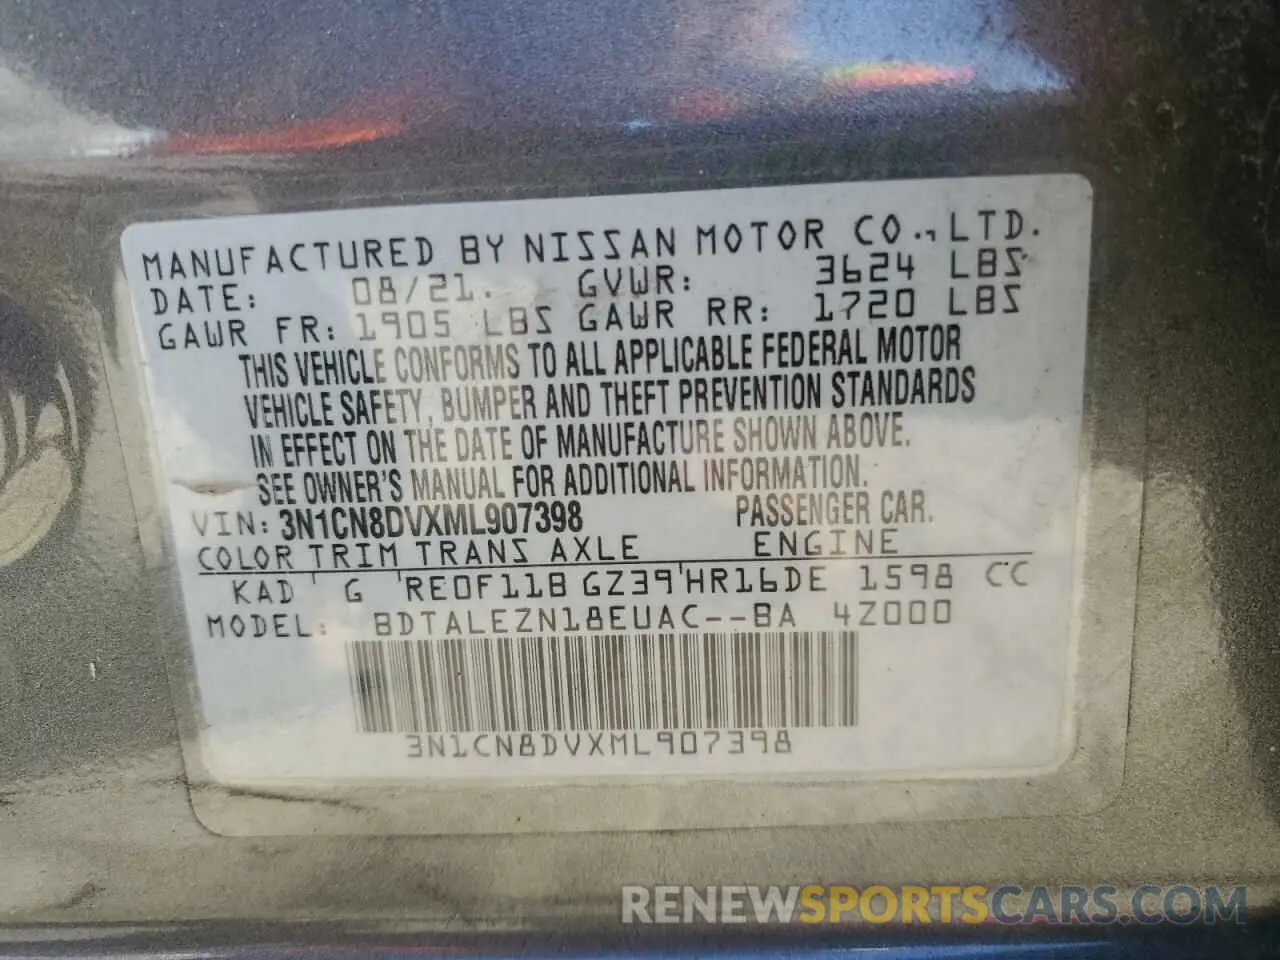 MANUFACTURED BY NISSAN MOTOR CO., LTD.
DATE: 08/21. GVWR: 3624 LBS
GAWR FR: 1905 LBS GAWR RR: 1720 LBS
THIS VEHICLE CONFORMS TO ALL APPLICABLE FEDERAL MOTOR
VEHICLE SAFETY, BUMPER AND THEFT PREVENTION STANDARDS
IN EFFECT ON THE DATE OF MANUFACTURE SHOWN ABOVE.
SEE OWNER'S MANUAL FOR ADDITIONAL INFORMATION.
VIN: 3N1CN8DVXML907398 PASSENGER CAR.
COLOR TRIM TRANS AXLE ENGINE
KAD G RE0F11B GZ39 HR16DE 1598 CC
MODEL: BDTALEZN18EUAC--BA 4Z000
3N1CN8DVXML907398
RENEWSPORTSCARS.COM